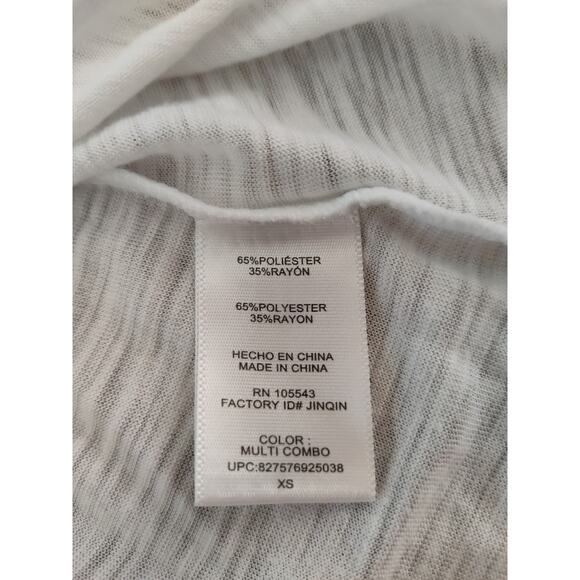 65%POLIÉSTER
35%RAYÓN
65%POLYESTER
35%RAYON
HECHO EN CHINA
MADE IN CHINA
RN 105543
FACTORY ID# JINQIN
COLOR :
MULTI COMBO
UPC:827576925038
XS